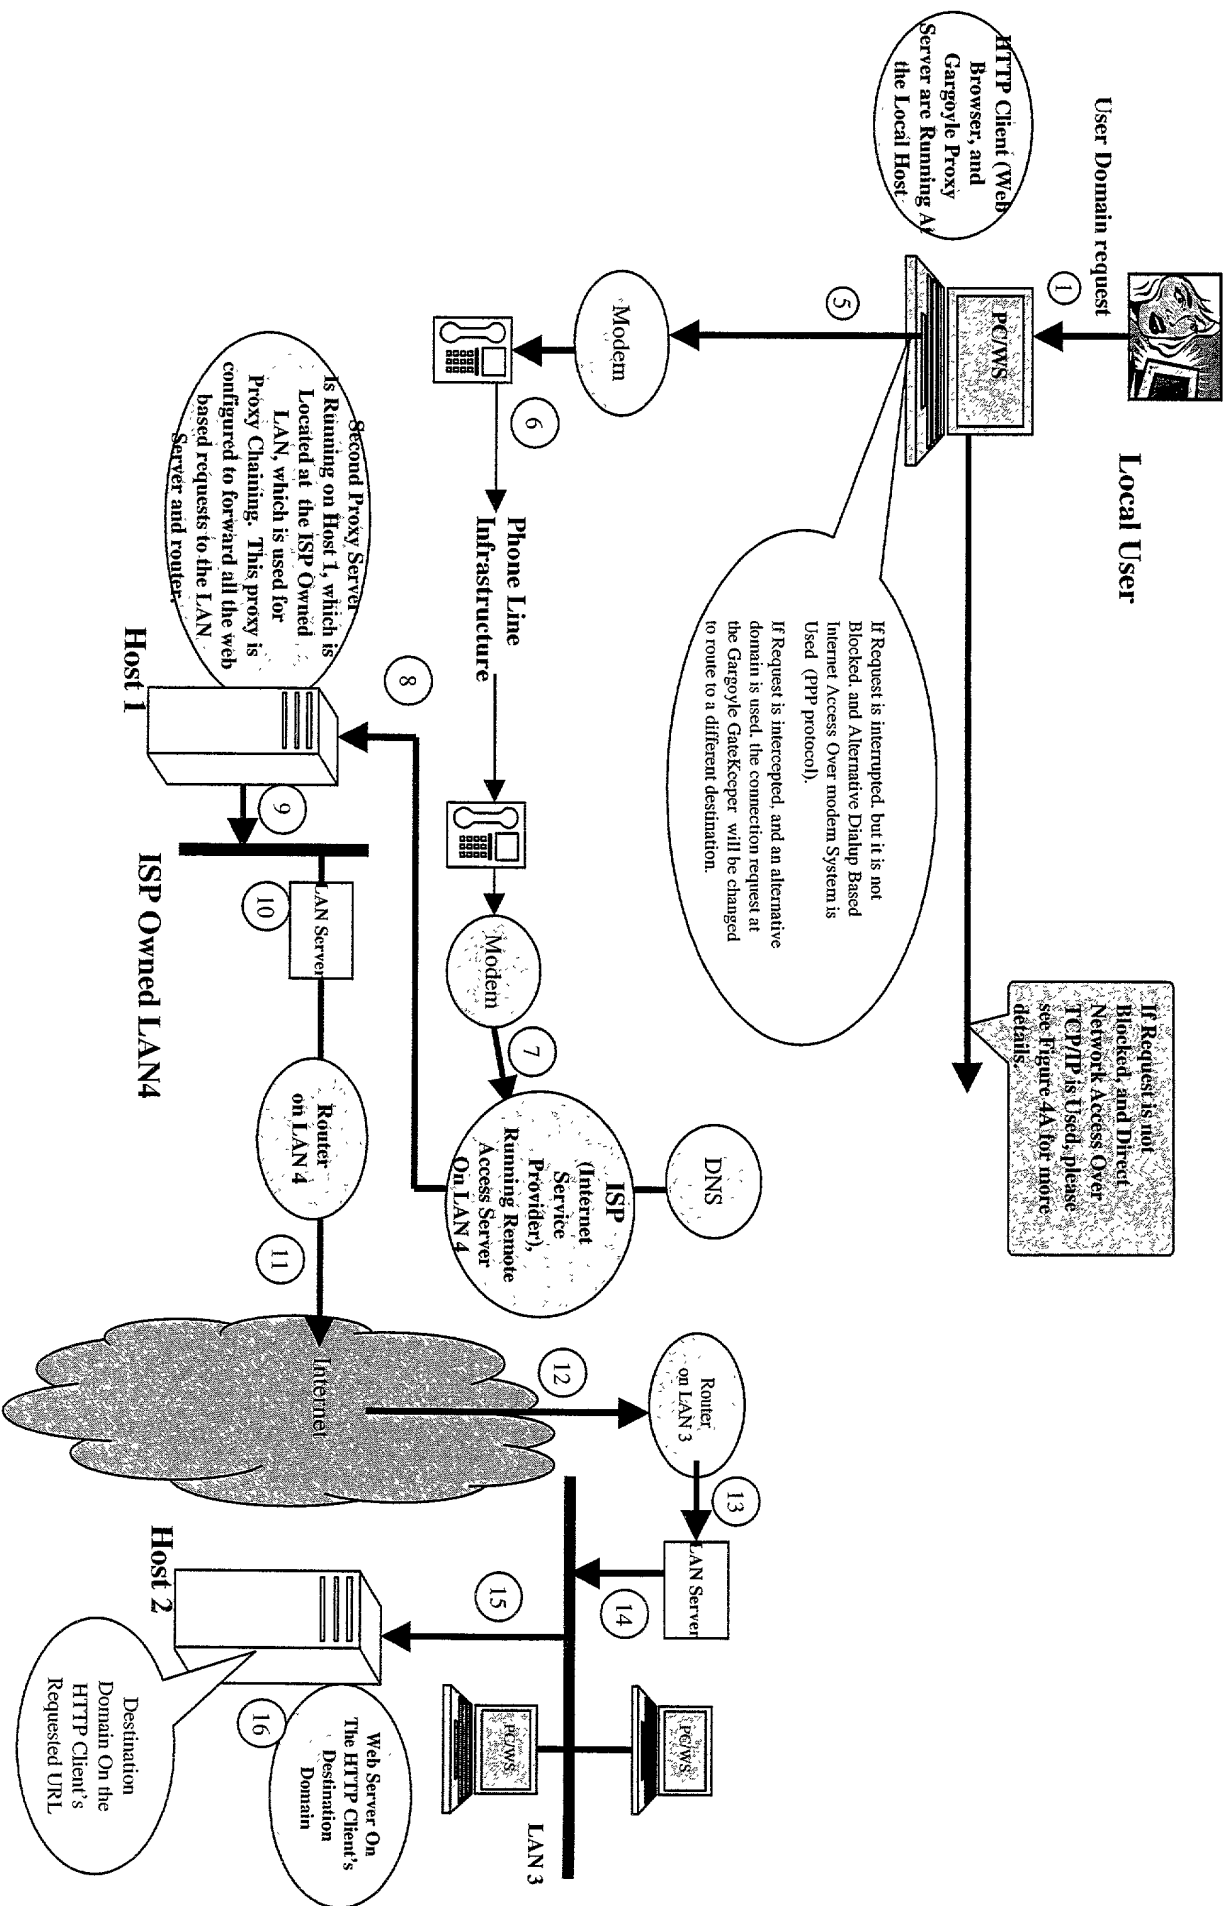 Local User
User Domain request
1
HTTP Client (Web
Browser, and
Gargoyle Proxy
Server are Running At
the Local Host
PC/WS
If Request is not
Blocked, and Direct
Network Access Over
TCP/IP is Used, please
see Figure 4A for more
details.
5
Modem
If Request is interrupted, but it is not
Blocked, and Alternative Dialup Based
Internet Access Over modem System is
Used (PPP protocol).
If Request is intercepted, and an alternative
domain is used, the connection request at
the Gargoyle GateKeeper will be changed
to route to a different destination.
6
Phone Line
Infrastructure
Modem
7
DNS
ISP
(Internet
Service
Provider),
Running Remote
Access Server
On LAN 4
8
Second Proxy Server
Is Running on Host 1, which is
Located at the ISP Owned
LAN, which is used for
Proxy Chaining. This proxy is
configured to forward all the web
based requests to the LAN
Server and router.
Host 1
9
10
LAN Server
ISP Owned LAN4
Router
on LAN 4
11
Internet
12
Router
on LAN 3
13
LAN Server
14
15
PC/WS
PC/WS
LAN 3
Host 2
16
Web Server On
The HTTP Client's
Destination
Domain
Destination
Domain On the
HTTP Client's
Requested URL